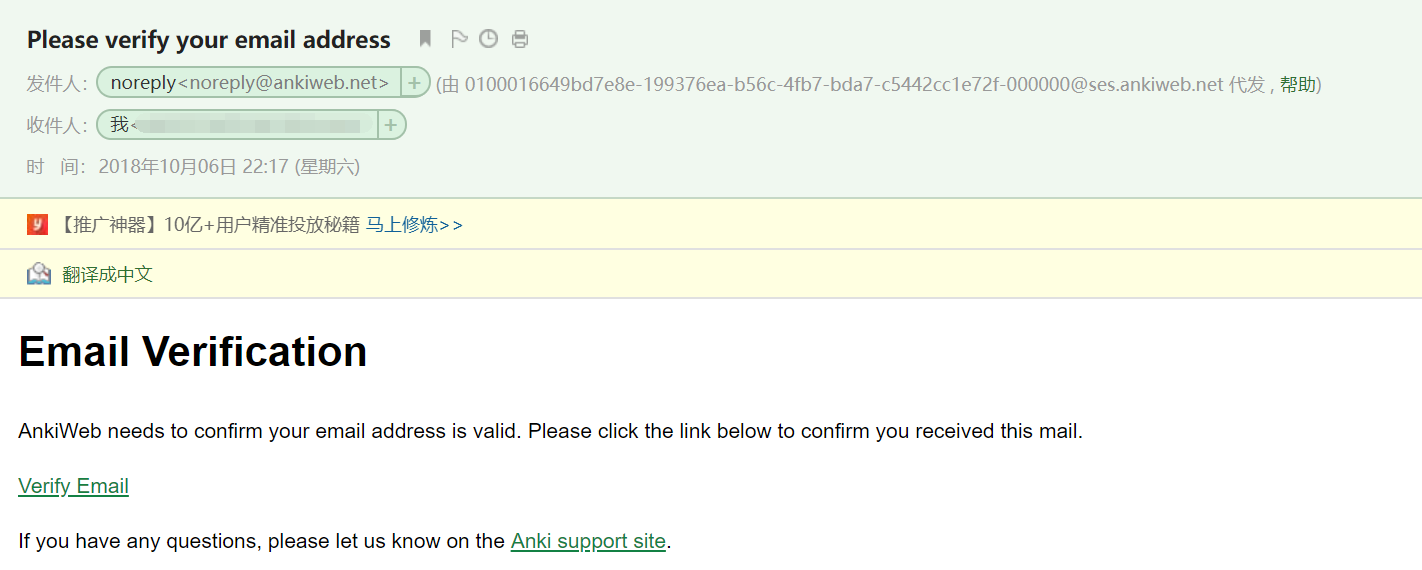 Please verify your email address
发件人： noreply<noreply@ankiweb.net> + (由 0100016649bd7e8e-199376ea-b56c-4fb7-bda7-c5442cc1e72f-000000@ses.ankiweb.net 代发 , 帮助)
收件人： 我< +
时 间： 2018年10月06日 22:17 (星期六)
y 【推广神器】10亿+用户精准投放秘籍 马上修炼>>
翻译成中文
Email Verification
AnkiWeb needs to confirm your email address is valid. Please click the link below to confirm you received this mail.
Verify Email
If you have any questions, please let us know on the Anki support site.